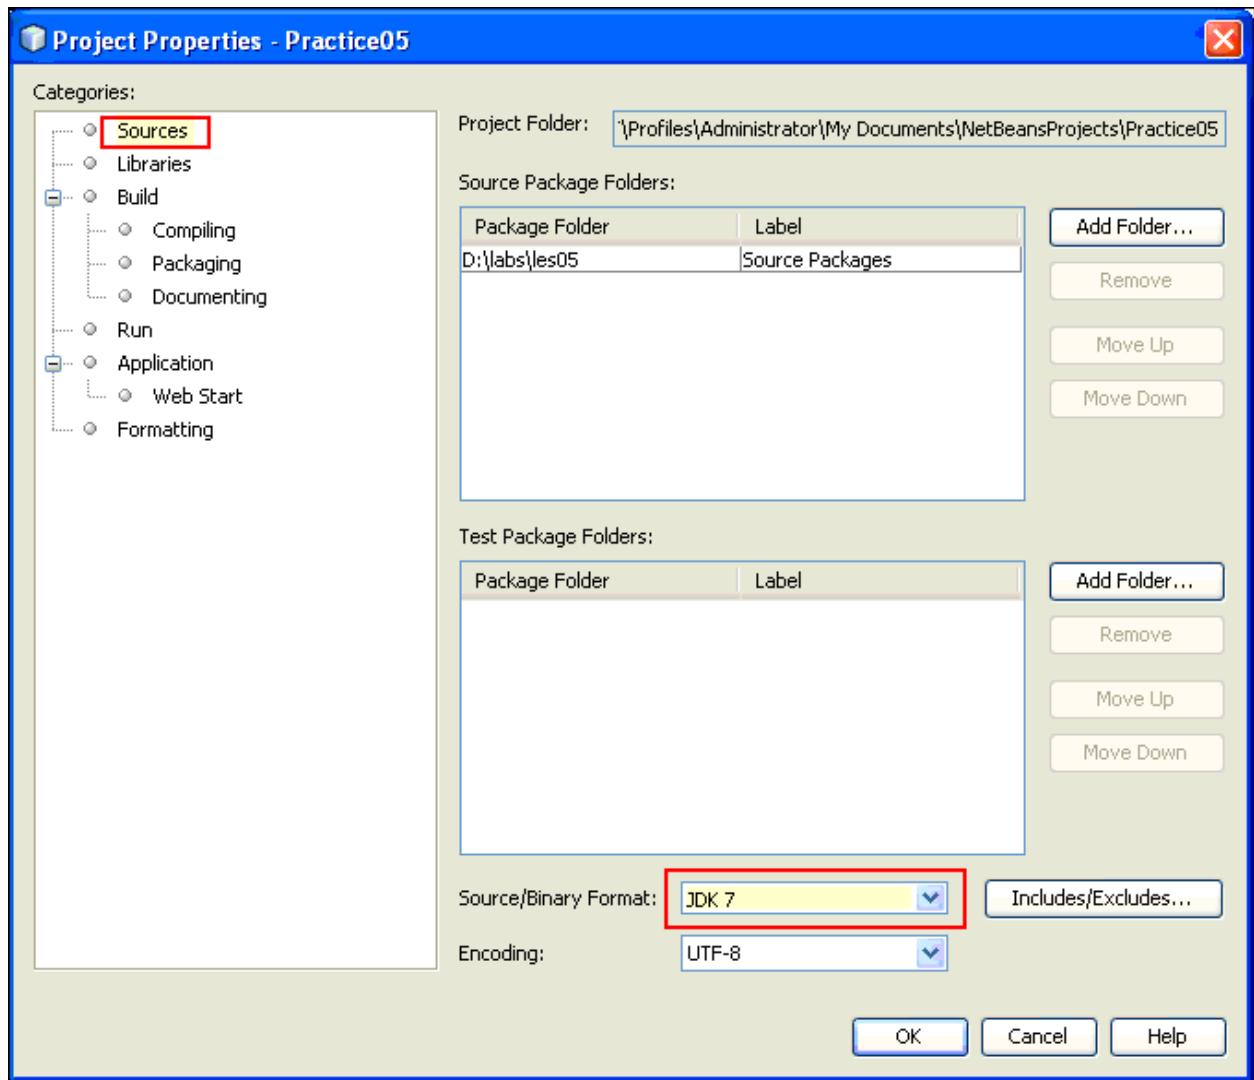 Project Properties - Practice05
Categories:
Sources
Libraries
Build
Compiling
Packaging
Documenting
Run
Application
Web Start
Formatting
Project Folder: \Profiles\Administrator\My Documents\NetBeansProjects\Practice05
Source Package Folders:
Package Folder Label
D:\labs\les05 Source Packages
Add Folder...
Remove
Move Up
Move Down
Test Package Folders:
Package Folder Label
Add Folder...
Remove
Move Up
Move Down
Source/Binary Format: JDK 7 Includes/Excludes...
Encoding: UTF-8
OK Cancel Help